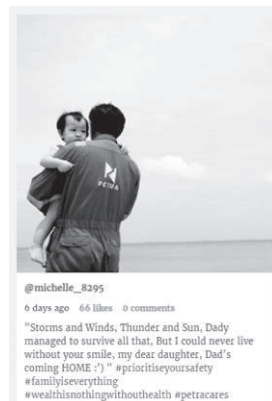 PETRA
@michelle_8295
6 days ago 66 likes 0 comments
"Storms and Winds, Thunder and Sun, Dady
managed to survive all that, But I could never live
without your smile, my dear daughter, Dad's
coming HOME :') " #prioritiseyoursafety
#familyiseverything
#wealthisnothingwithouthealth #petracares